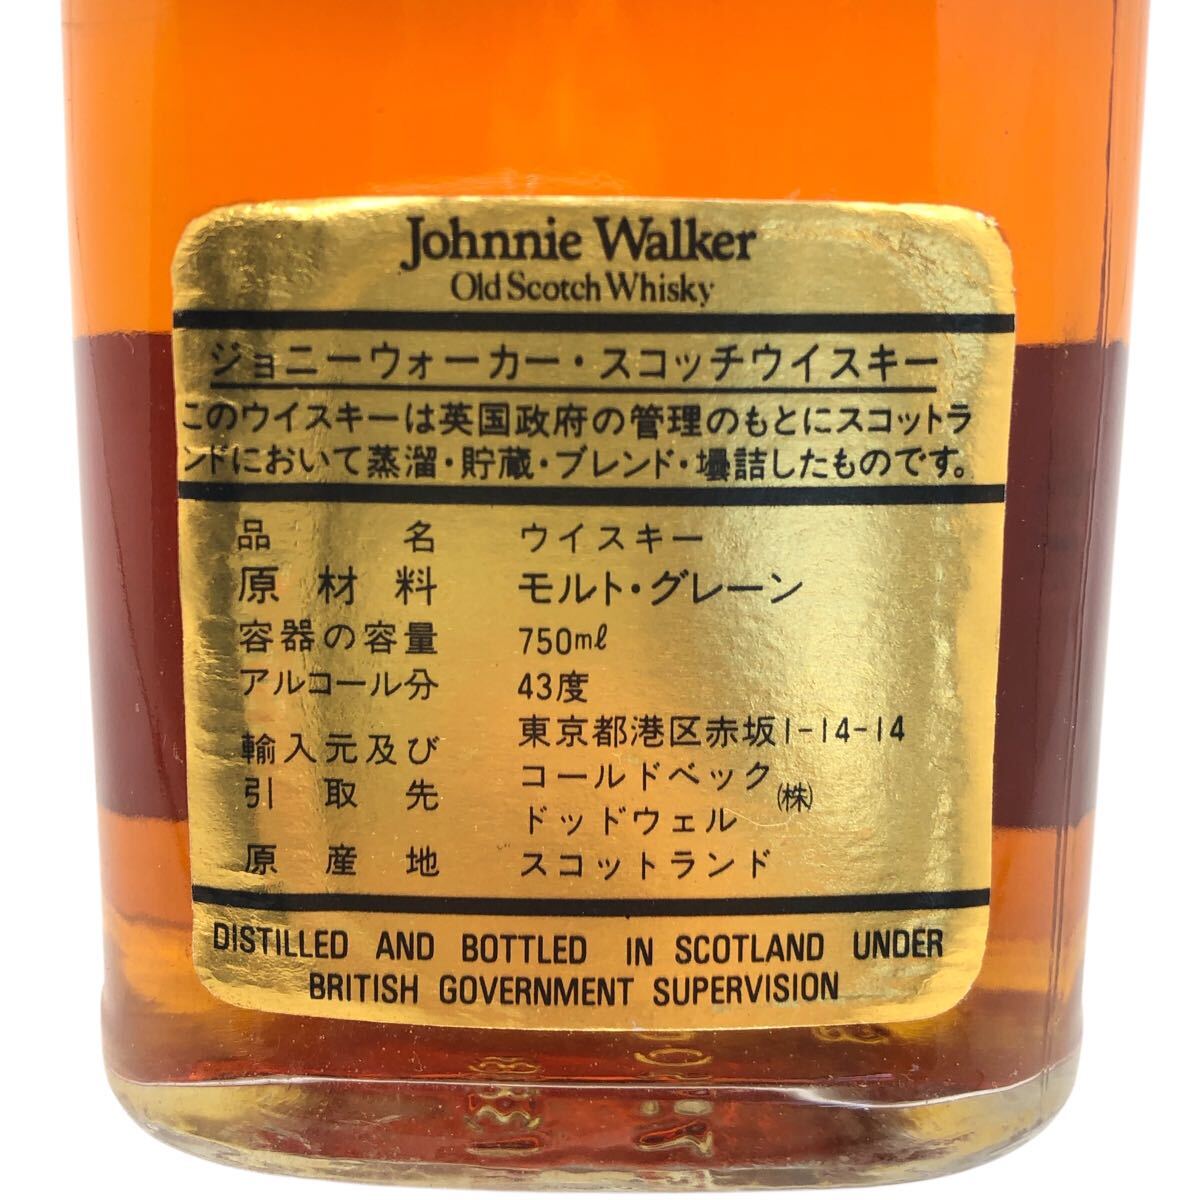 Johnnie Walker
Old Scotch Whisky
ジョニーウォーカー・スコッチウイスキー
このウイスキーは英国政府の管理のもとにスコットラ
ンドにおいて蒸溜・貯蔵・ブレンド・壜詰したものです。
品名 ウイスキー
原材料 モルト・グレーン
容器の容量 750mℓ
アルコール分 43度
輸入元及び引取先 東京都港区赤坂1-14-14
コールドベック
ドッドウェル ㈱
原産地 スコットランド
DISTILLED AND BOTTLED IN SCOTLAND UNDER
BRITISH GOVERNMENT SUPERVISION